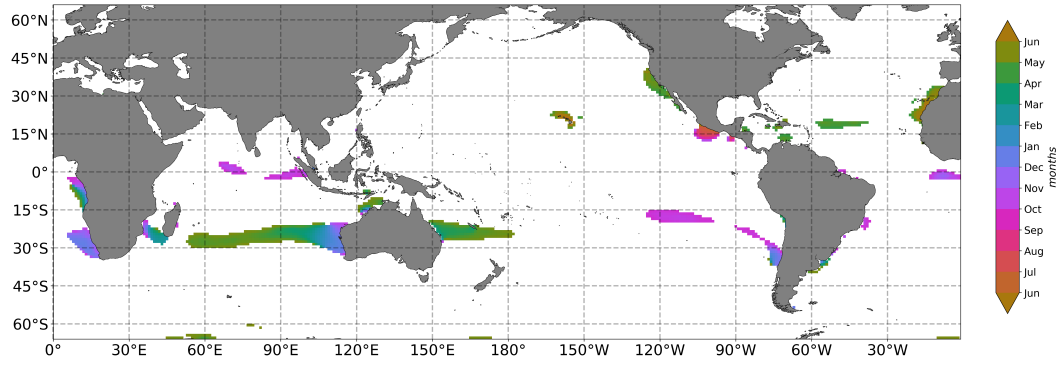 60°N
45°N
30°N
15°N
0°
15°S
30°S
45°S
60°S
0° 30°E 60°E 90°E 120°E 150°E 180° 150°W 120°W 90°W 60°W 30°W
Jun
May
Apr
Mar
Feb
Jan
Dec
Nov
Oct
Sep
Aug
Jul
Jun
months